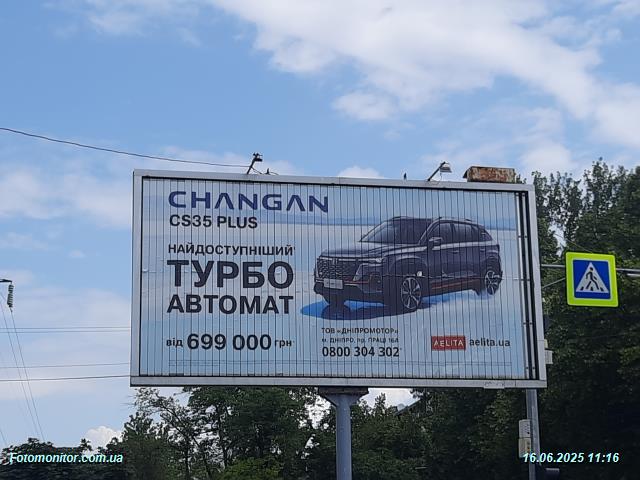 CHANGAN
CS35 PLUS
НАЙДОСТУПНІШИЙ*
ТУРБО
АВТОМАТ
від 699 000 грн*
ТОВ «ДНІПРОМОТОР»
м. ДНІПРО, пр. ПРАЦІ 16А
0800 304 302*
AELITA aelita.ua
Fotomonitor.com.ua
16.06.2025 11:16